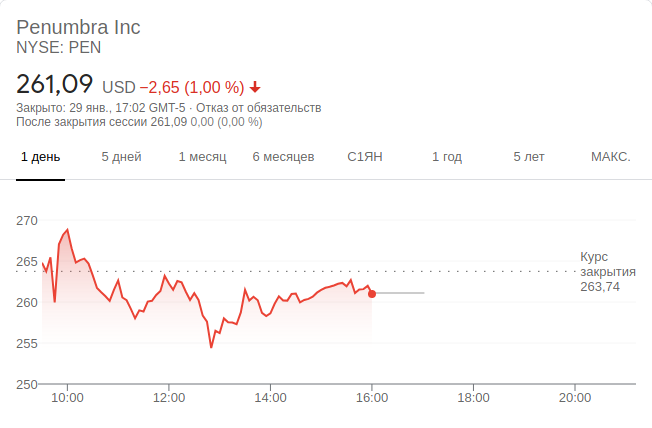 Penumbra Inc
NYSE: PEN
261,09 USD −2,65 (1,00 %)
Закрыто: 29 янв., 17:02 GMT-5 · Отказ от обязательств
После закрытия сессии 261,09 0,00 (0,00 %)
1 день 5 дней 1 месяц 6 месяцев С1ЯН 1 год 5 лет МАКС.
270
265
260
255
250
Курс
закрытия
263,74
10:00 12:00 14:00 16:00 18:00 20:00